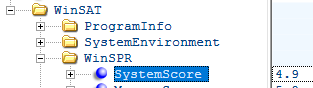 WinSAT
ProgramInfo
SystemEnvironment
WinSPR
SystemScore 4.9